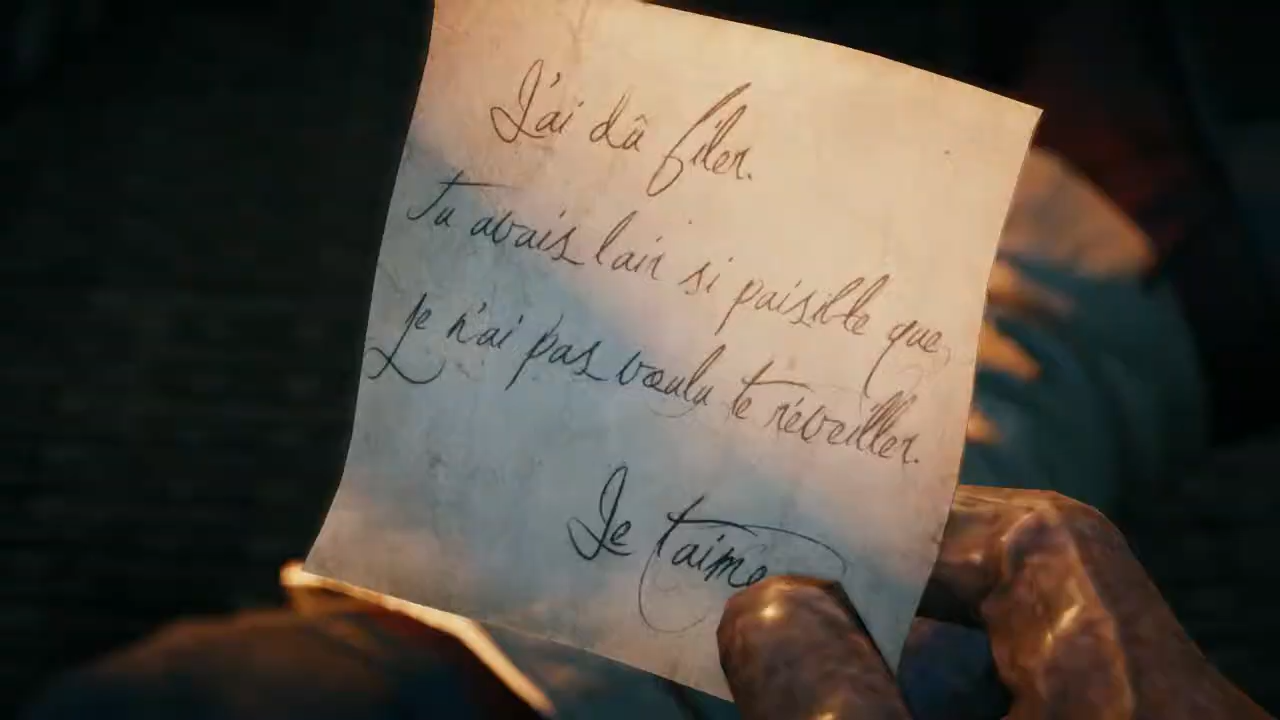 J'ai dû filer.
Tu avais l'air si paisible que,
je n'ai pas voulu te réveiller.
Je t'aime